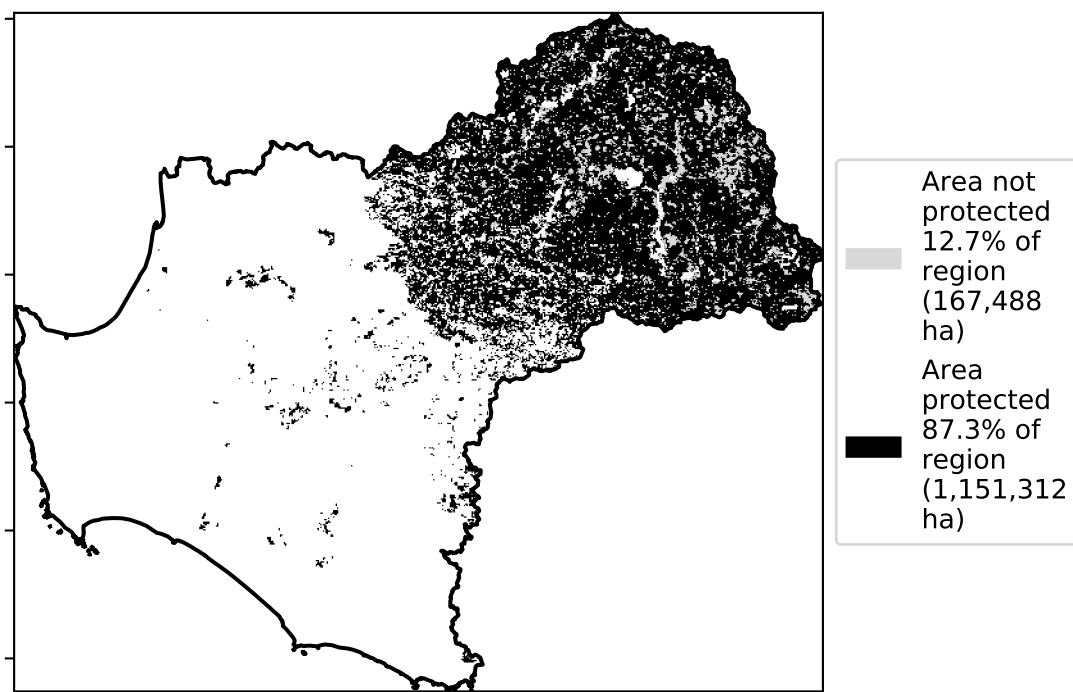 Area not
protected
12.7% of
region
(167,488
ha)
Area
protected
87.3% of
region
(1,151,312
ha)